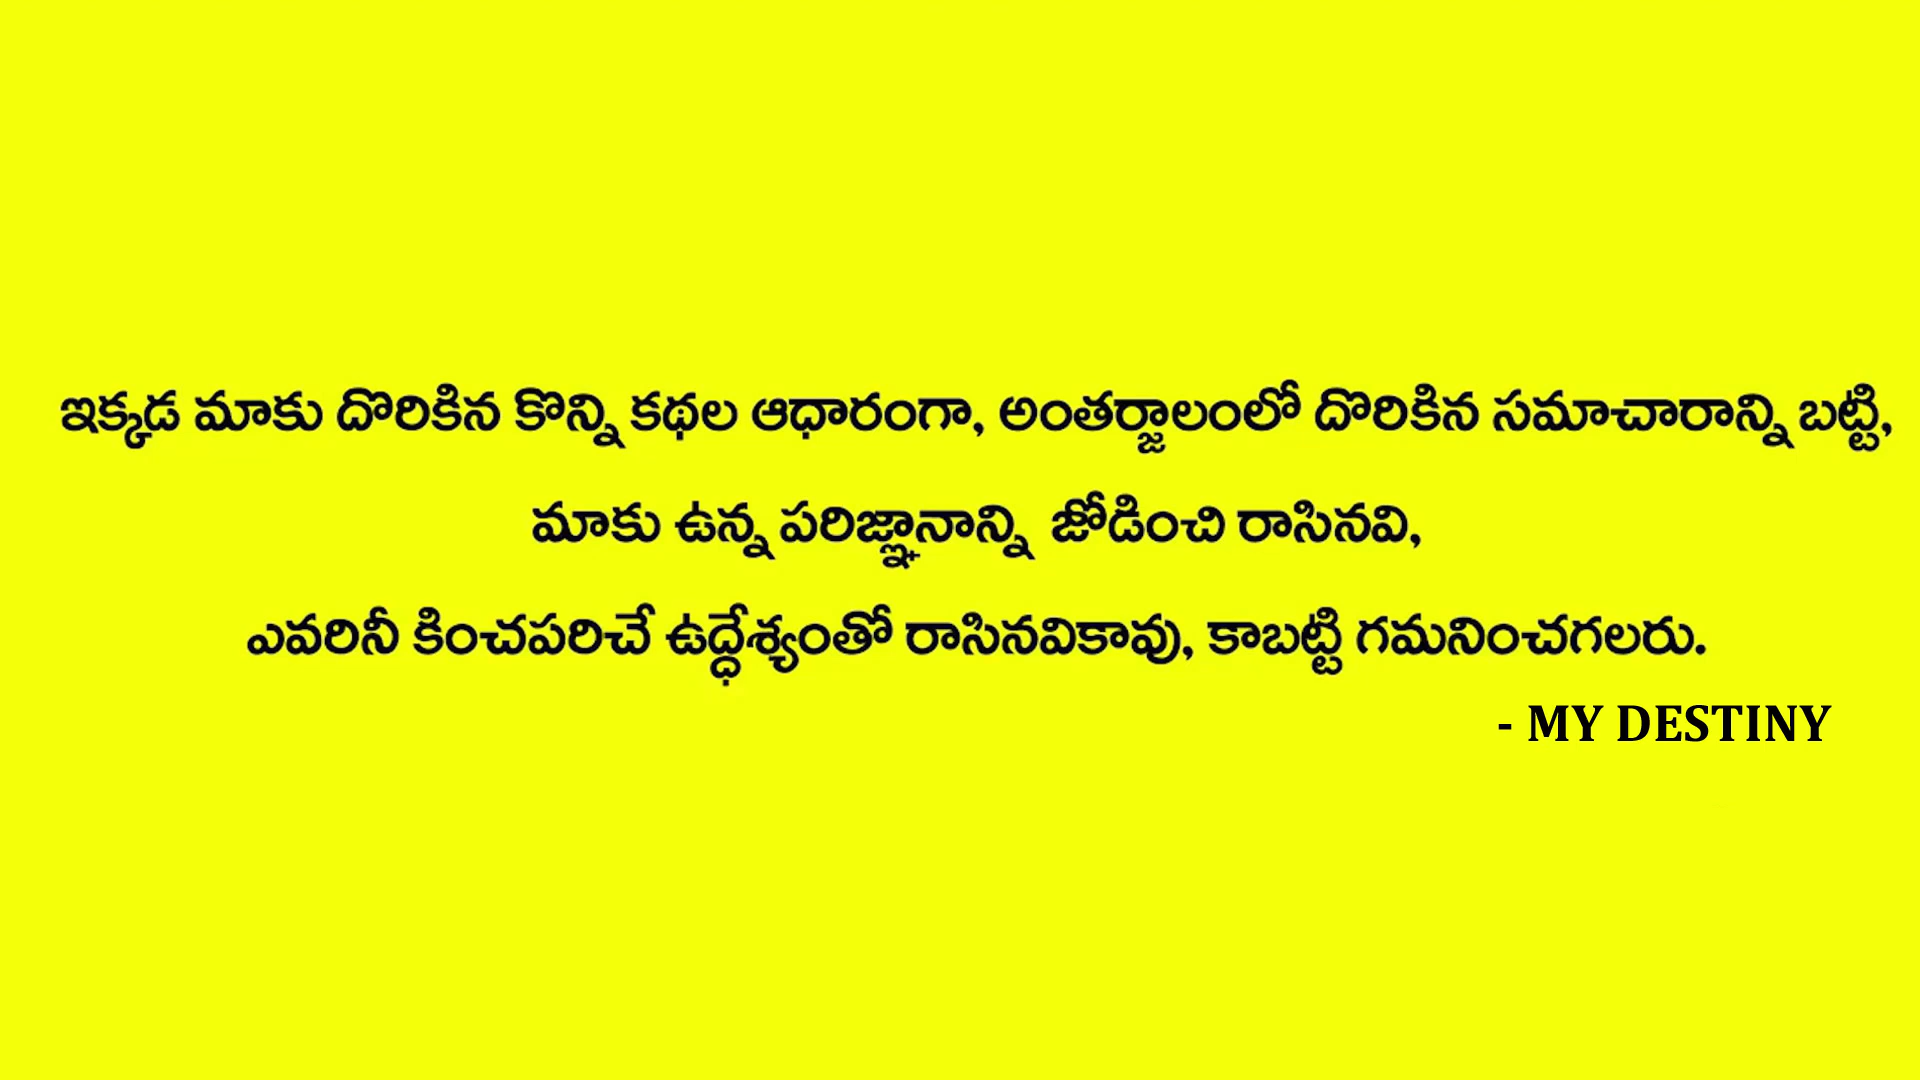 ఇక్కడ మాకు దొరికిన కొన్ని కథల ఆధారంగా, అంతర్జాలంలో దొరికిన సమాచారాన్ని బట్టి,
మాకు ఉన్న పరిజ్ఞానాన్ని జోడించి రాసినవి,
ఎవరినీ కించపరిచే ఉద్ధేశ్యంతో రాసినవికావు, కాబట్టి గమనించగలరు.
- MY DESTINY